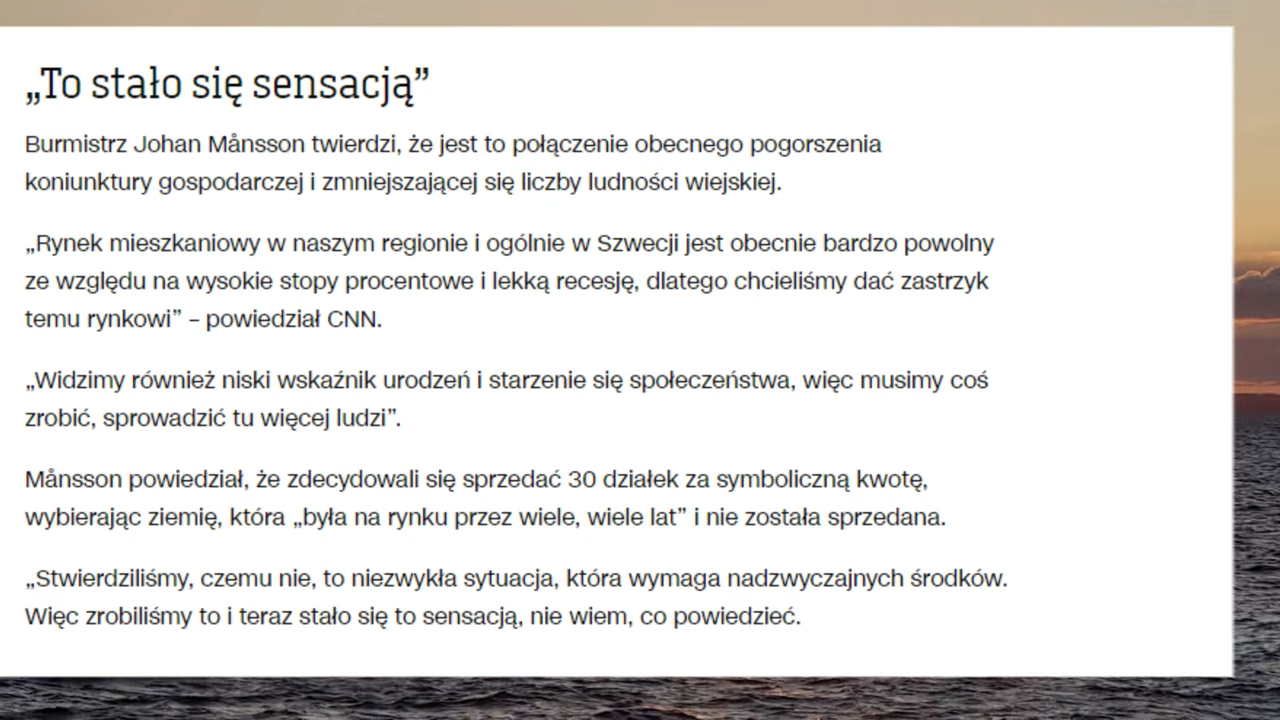 „To stało się sensacją”
Burmistrz Johan Månsson twierdzi, że jest to połączenie obecnego pogorszenia
koniunktury gospodarczej i zmniejszającej się liczby ludności wiejskiej.
„Rynek mieszkaniowy w naszym regionie i ogólnie w Szwecji jest obecnie bardzo powolny
ze względu na wysokie stopy procentowe i lekką recesję, dlatego chcieliśmy dać zastrzyk
temu rynkowi” – powiedział CNN.
„Widzimy również niski wskaźnik urodzeń i starzenie się społeczeństwa, więc musimy coś
zrobić, sprowadzić tu więcej ludzi”.
Månsson powiedział, że zdecydowali się sprzedać 30 działek za symboliczną kwotę,
wybierając ziemię, która „była na rynku przez wiele, wiele lat” i nie została sprzedana.
„Stwierdziliśmy, czemu nie, to niezwykła sytuacja, która wymaga nadzwyczajnych środków.
Więc zrobiliśmy to i teraz stało się to sensacją, nie wiem, co powiedzieć.